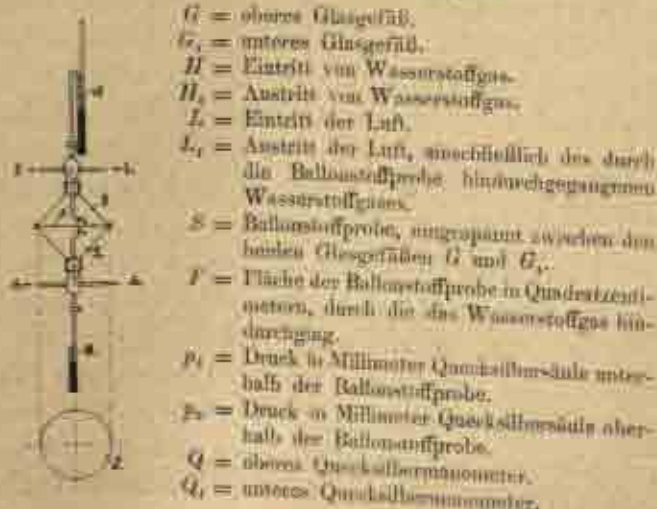 G = oberes Glasgefäß.
G₁ = unteres Glasgefäß.
H = Eintritt von Wasserstoffgas.
H₁ = Austritt von Wasserstoffgas.
L = Eintritt der Luft.
L₁ = Austritt der Luft, einschließlich des durch
die Ballonstoffprobe hindurchgegangenen
Wasserstoffgases.
S = Ballonstoffprobe, eingespannt zwischen den
beiden Glasgefäßen G und G₁.
F = Fläche der Ballonstoffprobe in Quadratzenti-
metern, durch die das Wasserstoffgas hin-
durchging.
p₁ = Druck in Millimeter Quecksilbersäule unter-
halb der Ballonstoffprobe.
p₂ = Druck in Millimeter Quecksilbersäule ober-
halb der Ballonstoffprobe.
Q = oberes Quecksilbermanometer.
Q₁ = unteres Quecksilbermanometer.